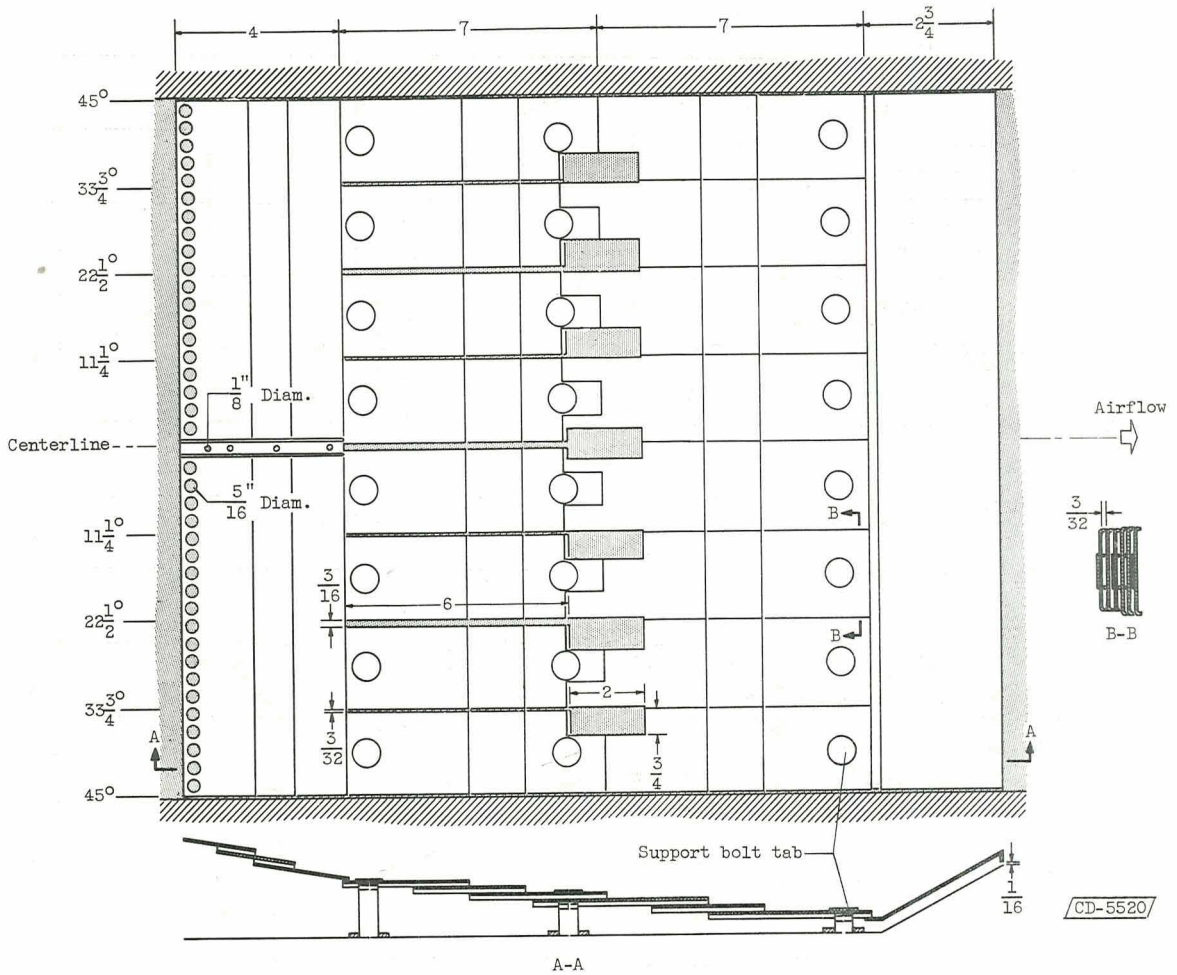 4 7 7 2 3/4
45°
33 3/4°
22 1/2°
11 1/4°
1/8" Diam.
Airflow
Centerline
5/16" Diam.
3/32
B
11 1/4°
3/16
6
22 1/2°
B
B-B
2
33 3/4°
A
3/32
3/4
A
45°
Support bolt tab
1/16
CD-5520
A-A